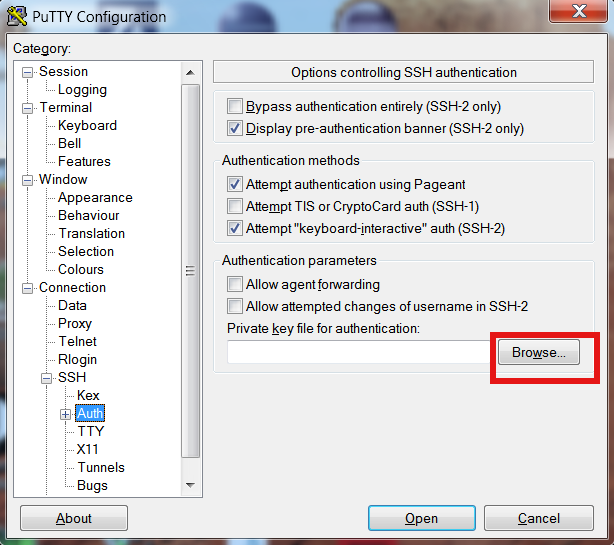 PuTTY Configuration
Category:
Session
Logging
Terminal
Keyboard
Bell
Features
Window
Appearance
Behaviour
Translation
Selection
Colours
Connection
Data
Proxy
Telnet
Rlogin
SSH
Kex
Auth
TTY
X11
Tunnels
Bugs
Options controlling SSH authentication
Bypass authentication entirely (SSH-2 only)
Display pre-authentication banner (SSH-2 only)
Authentication methods
Attempt authentication using Pageant
Attempt TIS or CryptoCard auth (SSH-1)
Attempt "keyboard-interactive" auth (SSH-2)
Authentication parameters
Allow agent forwarding
Allow attempted changes of username in SSH-2
Private key file for authentication:
Browse...
About
Open
Cancel